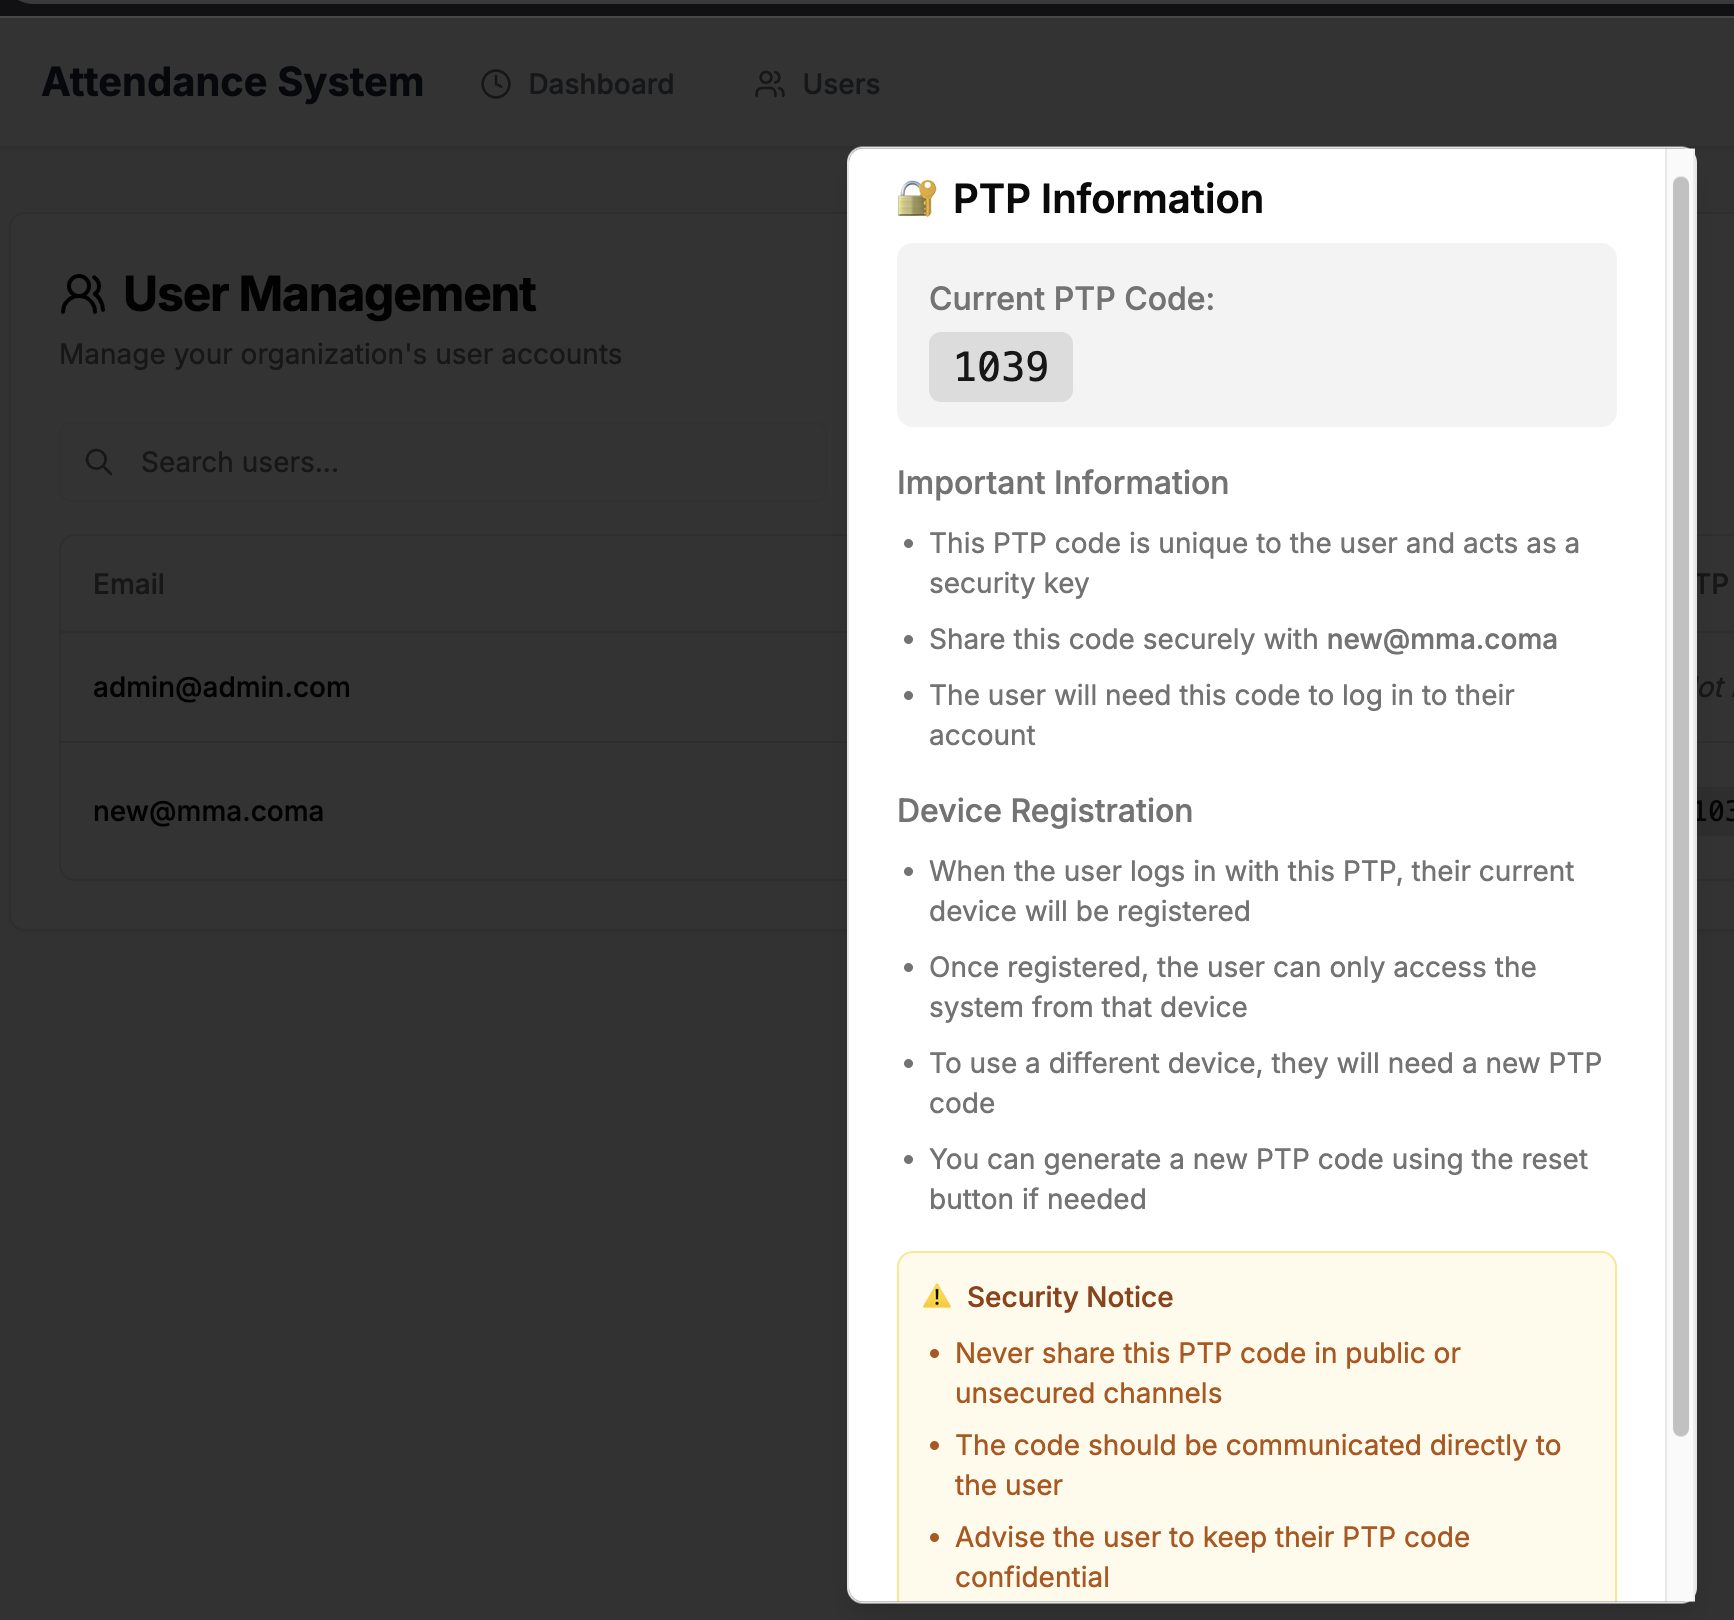 Attendance System
Dashboard
Users
User Management
Manage your organization's user accounts
Search users...
Email
TP
admin@admin.com
new@mma.coma
103
PTP Information
Current PTP Code:
1039
Important Information
• This PTP code is unique to the user and acts as a
security key
• Share this code securely with new@mma.coma
• The user will need this code to log in to their
account
Device Registration
• When the user logs in with this PTP, their current
device will be registered
• Once registered, the user can only access the
system from that device
• To use a different device, they will need a new PTP
code
• You can generate a new PTP code using the reset
button if needed
Security Notice
• Never share this PTP code in public or
unsecured channels
• The code should be communicated directly to
the user
• Advise the user to keep their PTP code
confidential